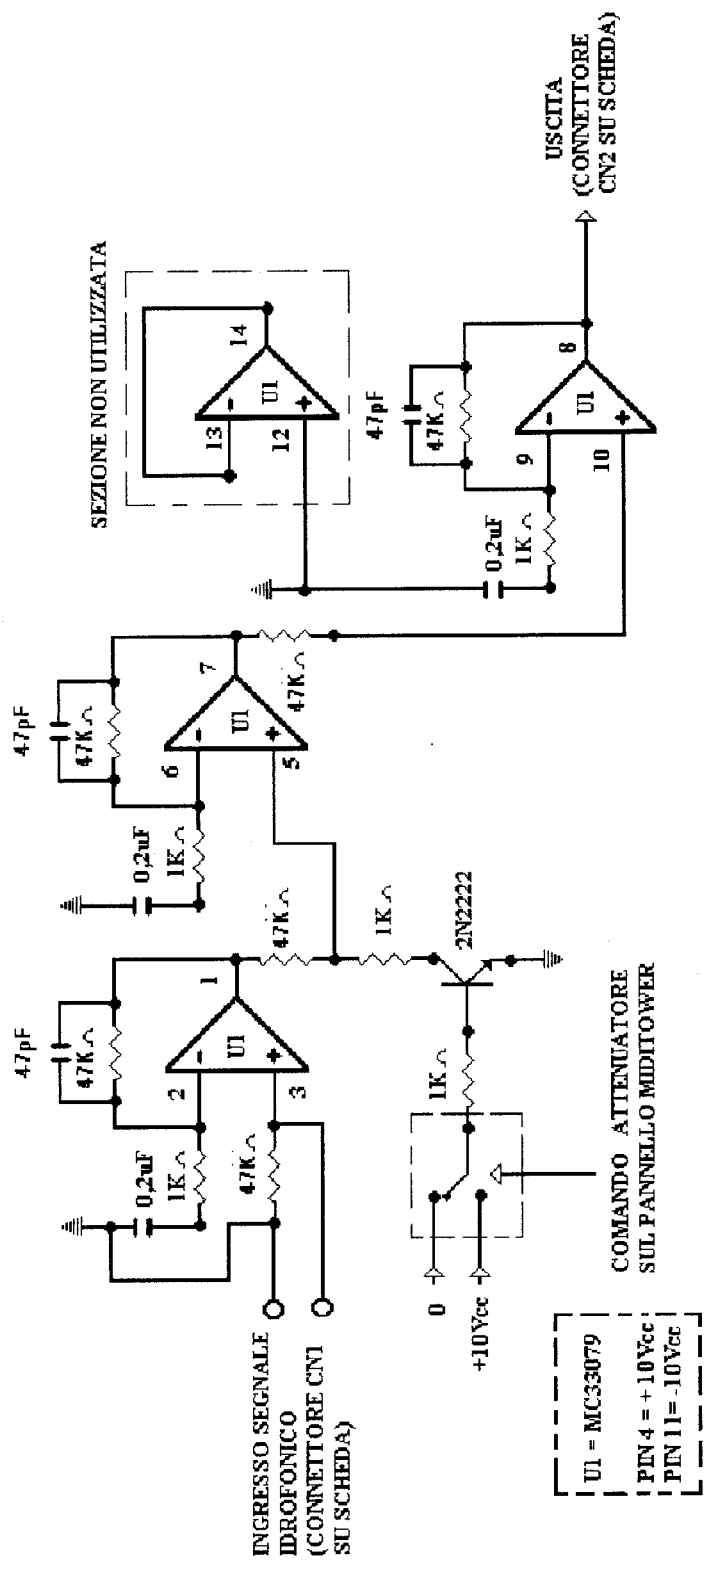 SEZIONE NON UTILIZZATA
13
14
12
U1
-
+
47pF
47pF
47pF
47K
47K
47K
0,2uF
1K
0,2uF
1K
0,2uF
1K
2
3
1
U1
-
+
6
5
7
U1
-
+
9
10
8
U1
-
+
47K
47K
47K
1K
1K
2N2222
0
+10Vcc
INGRESSO SEGNALE
IDROFONICO
(CONNETTORE CN1
SU SCHEDA)
USCITA
(CONNETTORE
CN2 SU SCHEDA)
COMANDO ATTENUATORE
SUL PANNELLO MIDITOWER
U1 = MC33079
PIN 4 = + 10Vcc
PIN 11= -10Vcc